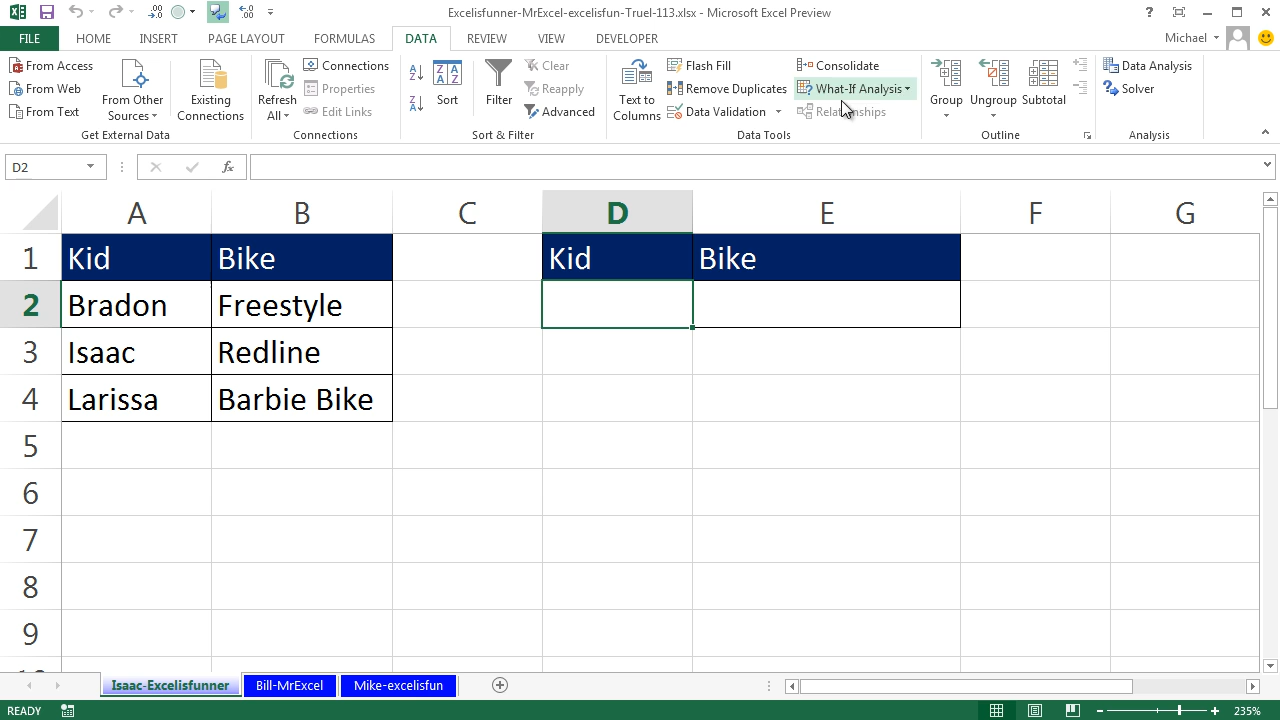 Excelisfunner-MrExcel-excelisfun-Truel-113.xlsx - Microsoft Excel Preview
FILE HOME INSERT PAGE LAYOUT FORMULAS DATA REVIEW VIEW DEVELOPER Michael
From Access
From Web
From Text
From Other Sources
Existing Connections
Get External Data
Refresh All
Connections
Properties
Edit Links
Connections
Sort
Filter
Clear
Reapply
Advanced
Sort & Filter
Text to Columns
Flash Fill
Remove Duplicates
Data Validation
Consolidate
What-If Analysis
Relationships
Data Tools
Group
Ungroup
Subtotal
Outline
Data Analysis
Solver
Analysis
D2 fx
A B C D E F G
1 Kid Bike Kid Bike
2 Bradon Freestyle
3 Isaac Redline
4 Larissa Barbie Bike
5
6
7
8
9
Isaac-Excelisfunner Bill-MrExcel Mike-excelisfun
READY 235%